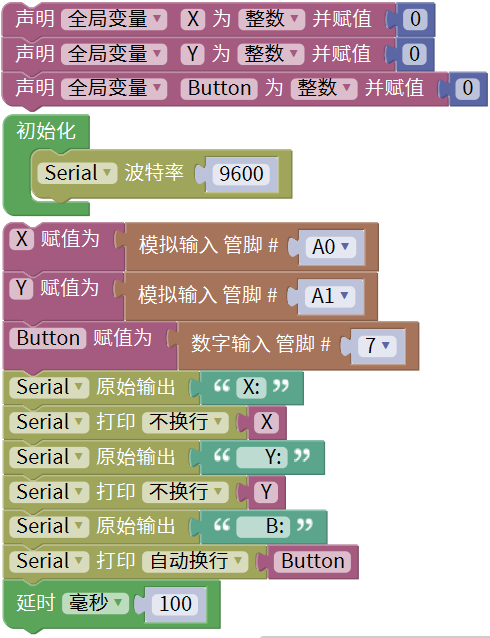 声明 全局变量 X 为 整数 并赋值 0
声明 全局变量 Y 为 整数 并赋值 0
声明 全局变量 Button 为 整数 并赋值 0
初始化
Serial 波特率 9600
X 赋值为 模拟输入 管脚 # A0
Y 赋值为 模拟输入 管脚 # A1
Button 赋值为 数字输入 管脚 # 7
Serial 原始输出 “ X: ”
Serial 打印 不换行 X
Serial 原始输出 “ Y: ”
Serial 打印 不换行 Y
Serial 原始输出 “ B: ”
Serial 打印 自动换行 Button
延时 毫秒 100